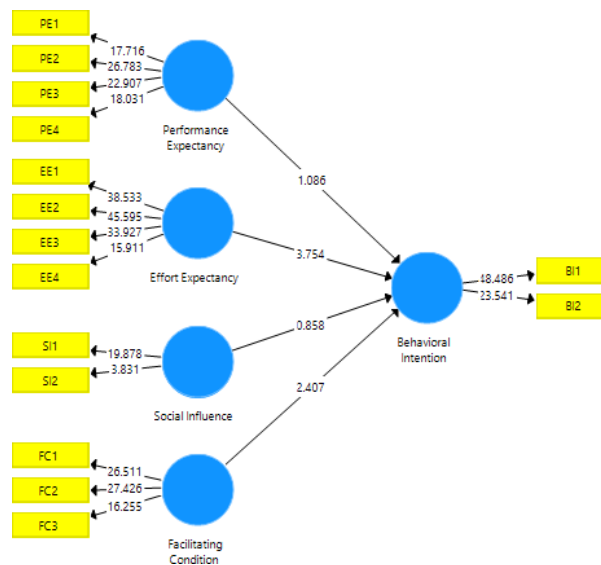 PE1
PE2
PE3
PE4
17.716
26.783
22.907
18.031
Performance
Expectancy
1.086
EE1
EE2
EE3
EE4
38.533
45.595
33.927
15.911
Effort Expectancy
3.754
SI1
SI2
19.878
3.831
Social Influence
0.858
FC1
FC2
FC3
26.511
27.426
16.255
Facilitating
Condition
2.407
Behavioral
Intention
48.486
23.541
BI1
BI2